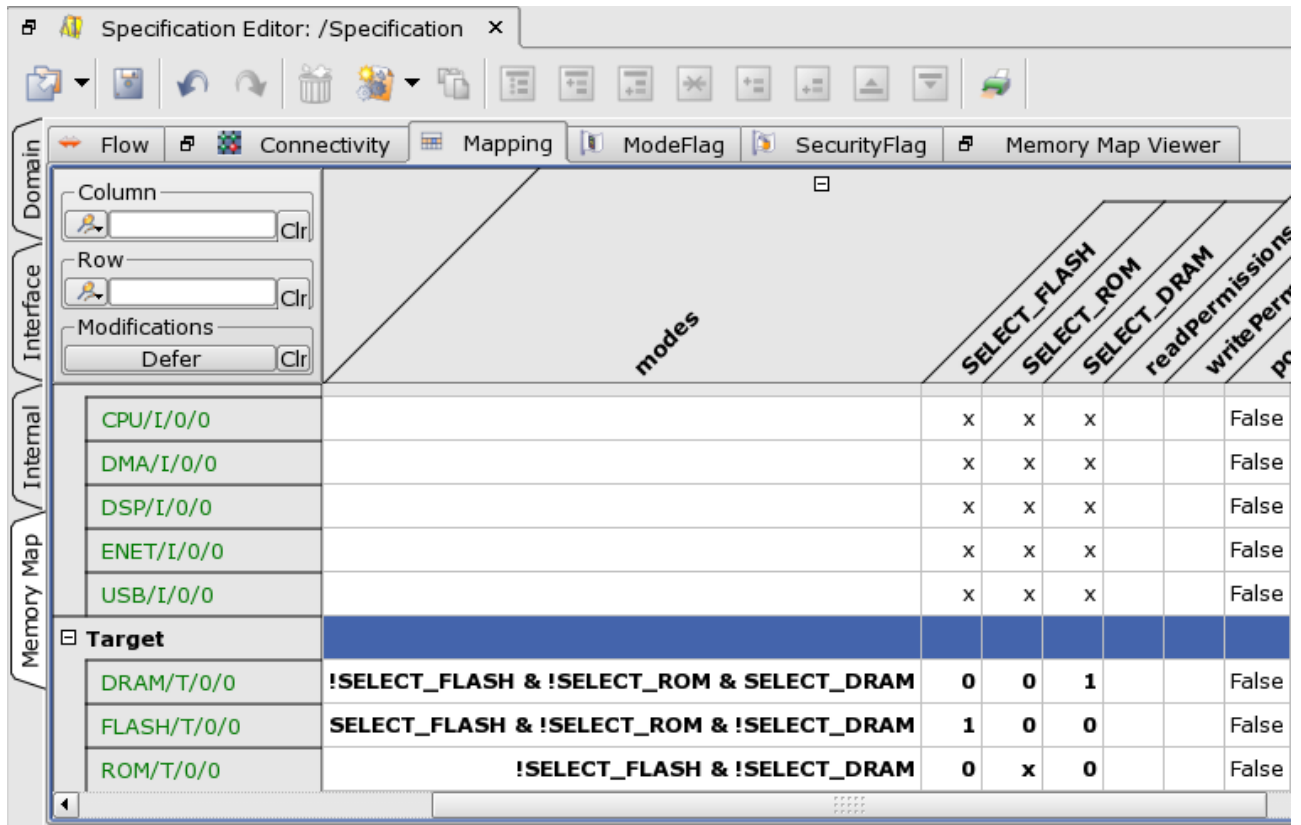 Specification Editor: /Specification ×
Flow Connectivity Mapping ModeFlag SecurityFlag Memory Map Viewer
Domain
Interface
Internal
Memory Map
Column
Clr
Row
Clr
Modifications
Defer Clr
modes SELECT_FLASH SELECT_ROM SELECT_DRAM readPermissions
CPU/I/0/0 x x x False
DMA/I/0/0 x x x False
DSP/I/0/0 x x x False
ENET/I/0/0 x x x False
USB/I/0/0 x x x False
Target
DRAM/T/0/0 !SELECT_FLASH & !SELECT_ROM & SELECT_DRAM 0 0 1 False
FLASH/T/0/0 SELECT_FLASH & !SELECT_ROM & !SELECT_DRAM 1 0 0 False
ROM/T/0/0 !SELECT_FLASH & !SELECT_DRAM 0 x 0 False